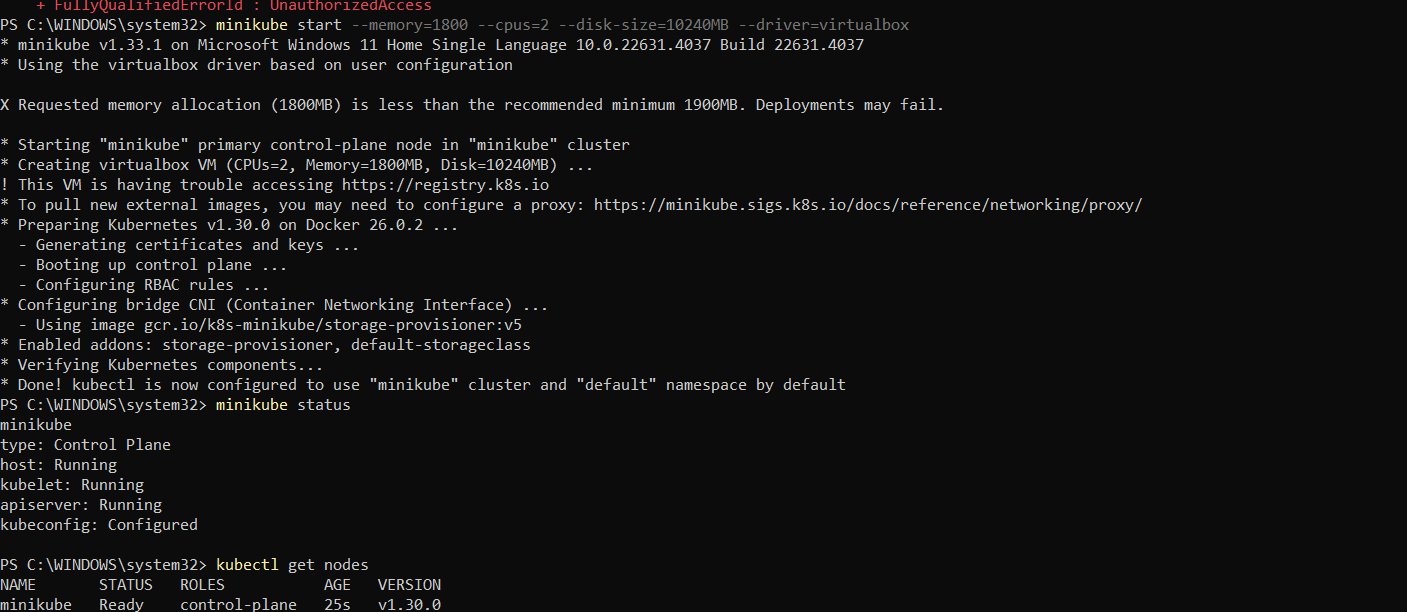 + FullyQualifiedErrorId : UnauthorizedAccess
PS C:\WINDOWS\system32> minikube start --memory=1800 --cpus=2 --disk-size=10240MB --driver=virtualbox
* minikube v1.33.1 on Microsoft Windows 11 Home Single Language 10.0.22631.4037 Build 22631.4037
* Using the virtualbox driver based on user configuration
X Requested memory allocation (1800MB) is less than the recommended minimum 1900MB. Deployments may fail.
* Starting "minikube" primary control-plane node in "minikube" cluster
* Creating virtualbox VM (CPUs=2, Memory=1800MB, Disk=10240MB) ...
! This VM is having trouble accessing https://registry.k8s.io
* To pull new external images, you may need to configure a proxy: https://minikube.sigs.k8s.io/docs/reference/networking/proxy/
* Preparing Kubernetes v1.30.0 on Docker 26.0.2 ...
  - Generating certificates and keys ...
  - Booting up control plane ...
  - Configuring RBAC rules ...
* Configuring bridge CNI (Container Networking Interface) ...
  - Using image gcr.io/k8s-minikube/storage-provisioner:v5
* Enabled addons: storage-provisioner, default-storageclass
* Verifying Kubernetes components...
* Done! kubectl is now configured to use "minikube" cluster and "default" namespace by default
PS C:\WINDOWS\system32> minikube status
minikube
type: Control Plane
host: Running
kubelet: Running
apiserver: Running
kubeconfig: Configured
PS C:\WINDOWS\system32> kubectl get nodes
NAME       STATUS   ROLES           AGE   VERSION
minikube   Ready    control-plane   25s   v1.30.0